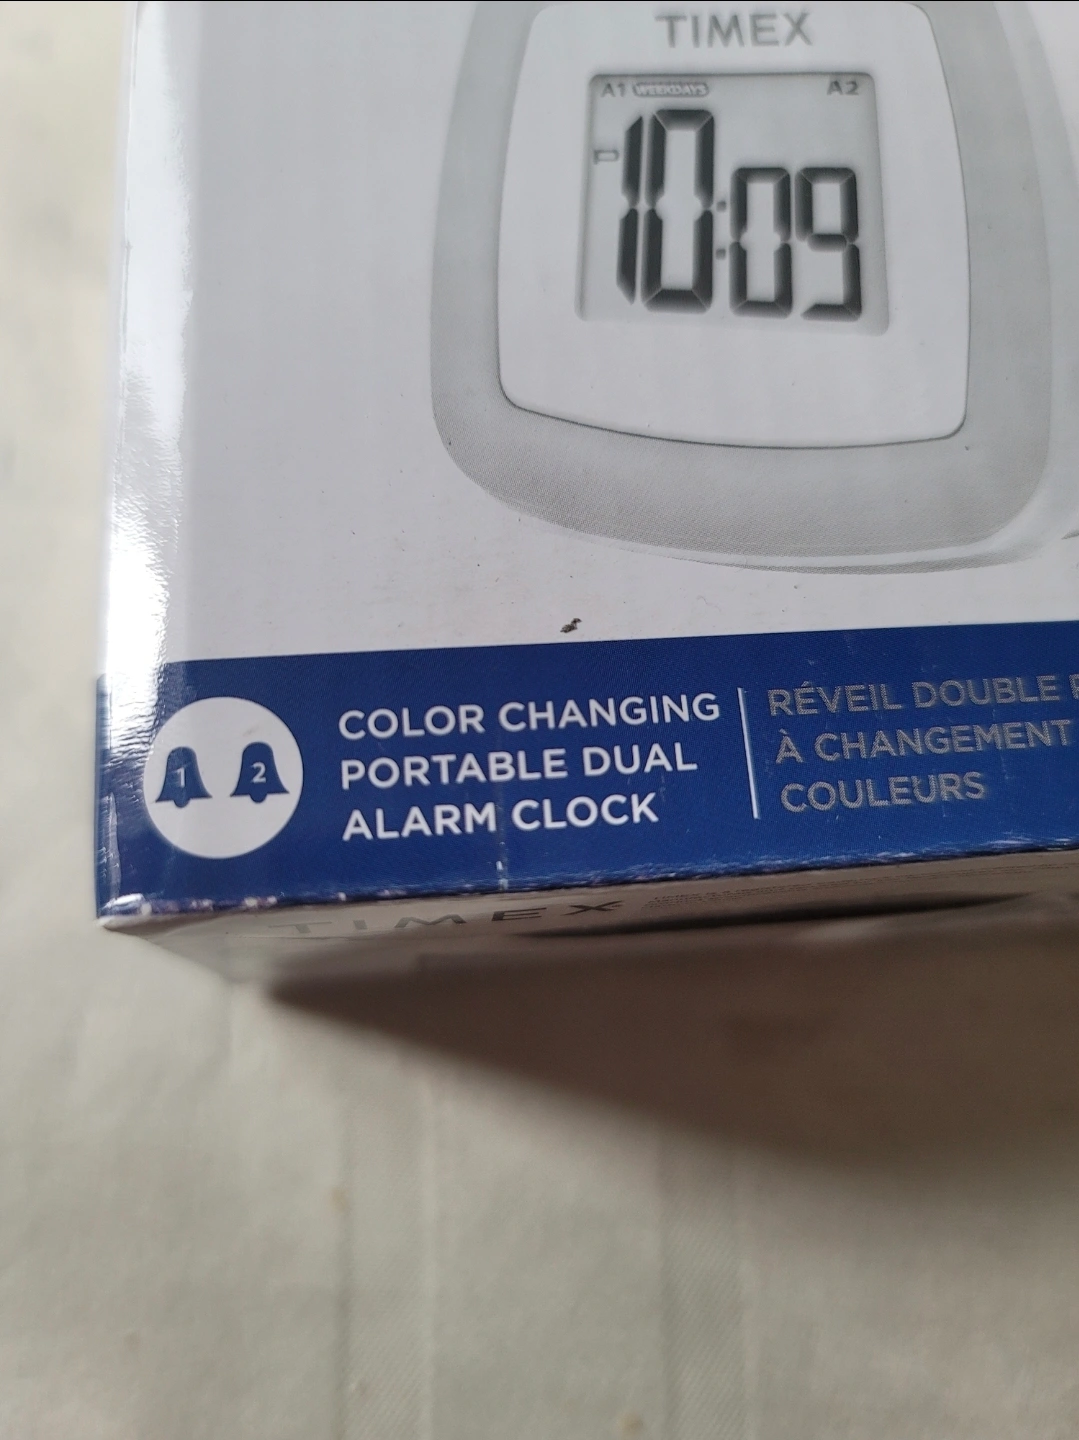 TIMEX
A1 WEEKDAYS A2
P
10:09
1 2
COLOR CHANGING
PORTABLE DUAL
ALARM CLOCK
RÉVEIL DOUBLE
À CHANGEMENT
COULEURS
TIMEX